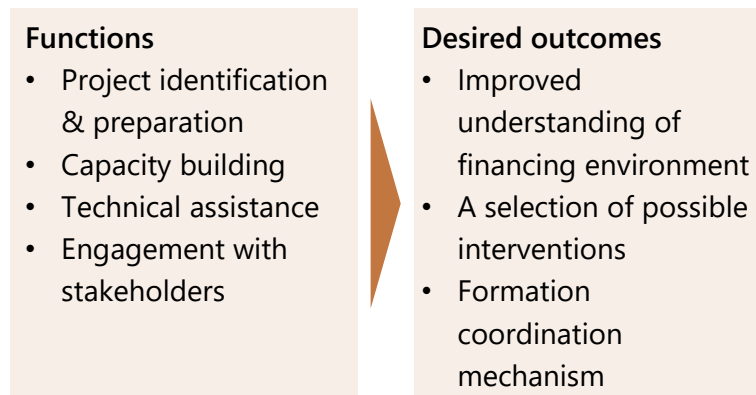 Functions
• Project identification
& preparation
• Capacity building
• Technical assistance
• Engagement with
stakeholders
Desired outcomes
• Improved
understanding of
financing environment
• A selection of possible
interventions
• Formation
coordination
mechanism